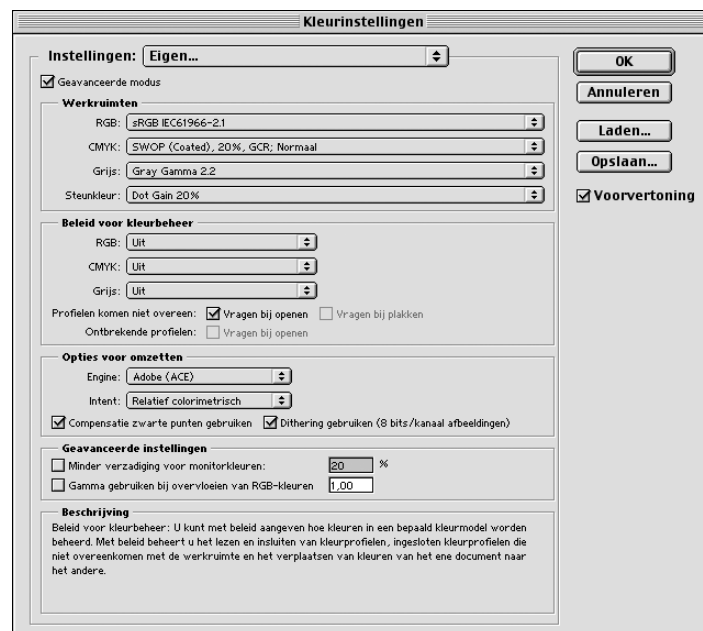 Kleurinstellingen
Instellingen: Eigen...
OK
Geavanceerde modus
Annuleren
Werkruimten
RGB: sRGB IEC61966-2.1
Laden...
CMYK: SWOP (Coated), 20%, GCR; Normaal
Opslaan...
Grijs: Gray Gamma 2.2
Steunkleur: Dot Gain 20%
Voorvertoning
Beleid voor kleurbeheer
RGB: Uit
CMYK: Uit
Grijs: Uit
Profielen komen niet overeen: Vragen bij openen Vragen bij plakken
Ontbrekende profielen: Vragen bij openen
Opties voor omzetten
Engine: Adobe (ACE)
Intent: Relatief colorimetrisch
Compensatie zwarte punten gebruiken Dithering gebruiken (8 bits/kanaal afbeeldingen)
Geavanceerde instellingen
Minder verzadiging voor monitorkleuren: 20 %
Gamma gebruiken bij overvloeien van RGB-kleuren 1,00
Beschrijving
Beleid voor kleurbeheer: U kunt met beleid aangeven hoe kleuren in een bepaald kleurmodel worden
beheerd. Met beleid beheert u het lezen en insluiten van kleurprofielen, ingesloten kleurprofielen die
niet overeenkomen met de werkruimte en het verplaatsen van kleuren van het ene document naar
het andere.